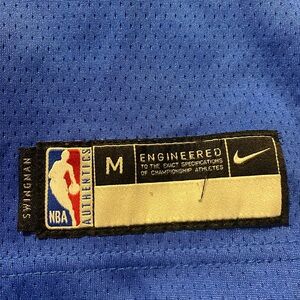 SWINGMAN
NBA
AUTHENTICS
M
ENGINEERED
TO THE EXACT SPECIFICATIONS
OF CHAMPIONSHIP ATHLETES